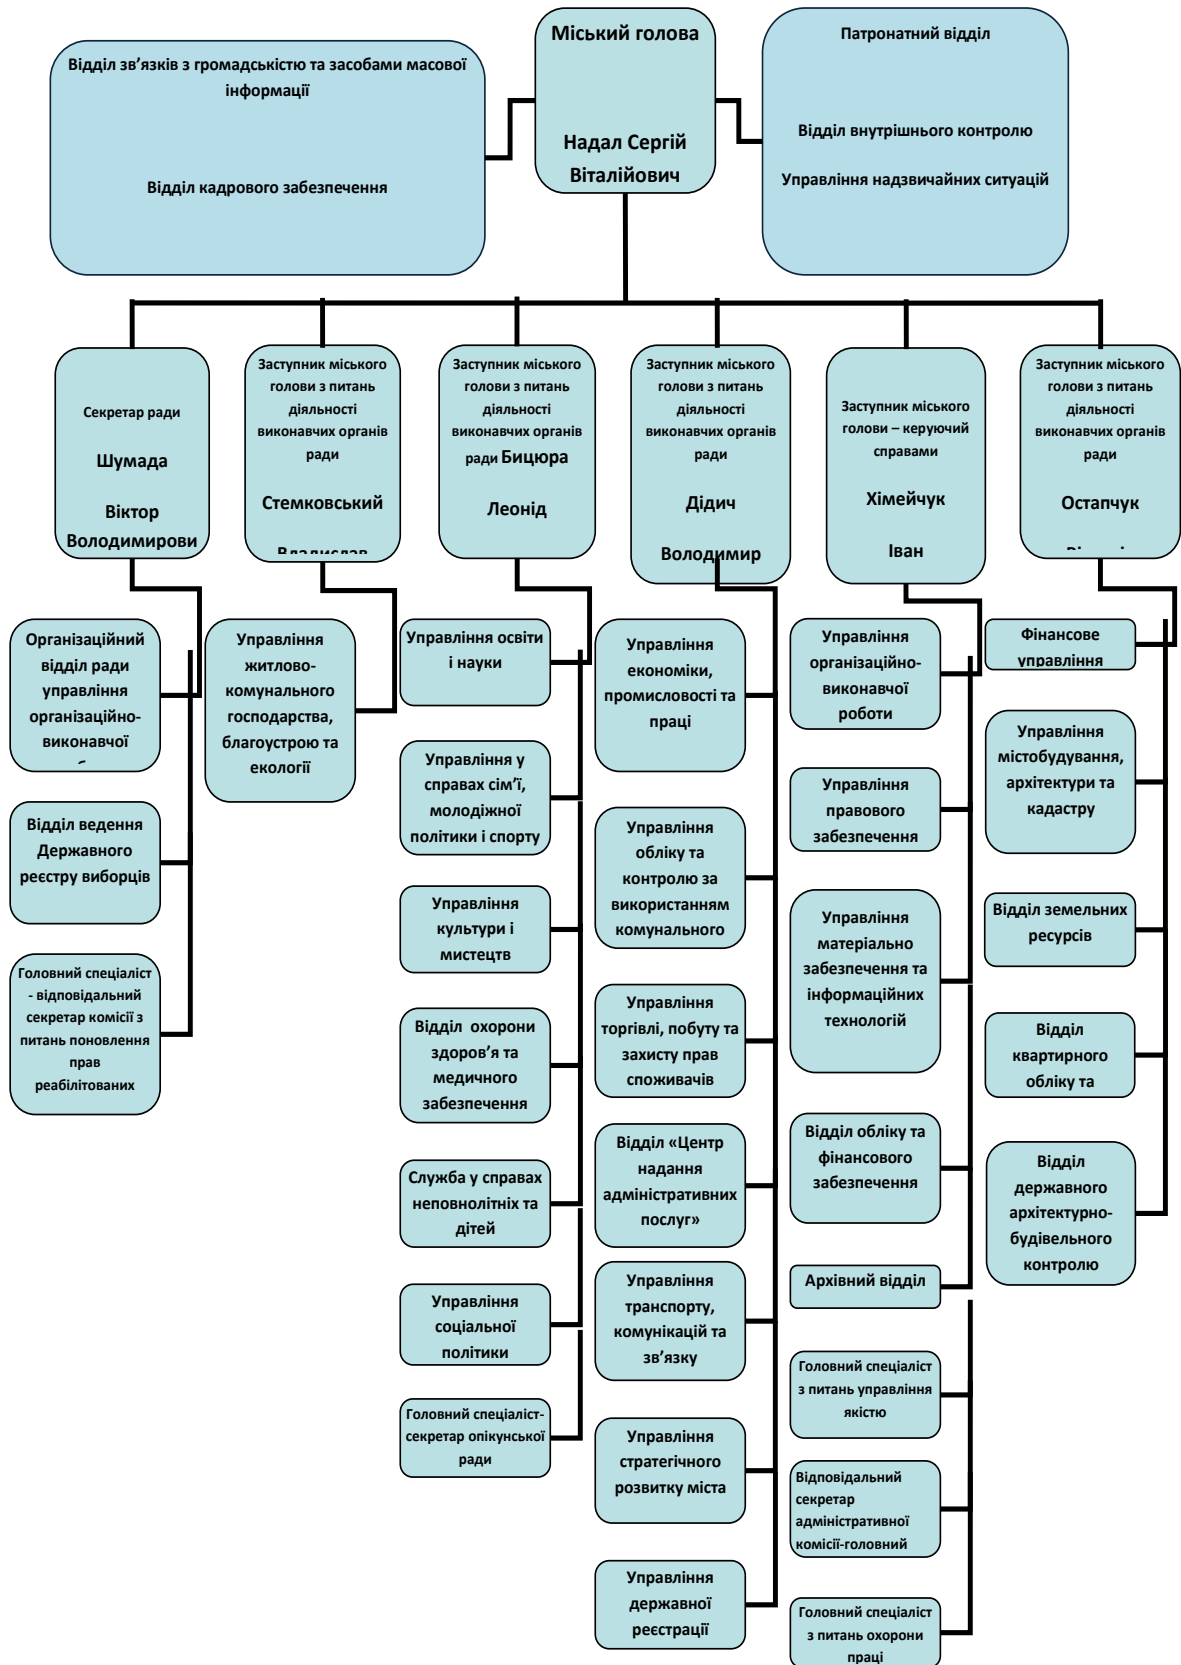 Міський голова
Надал Сергій
Віталійович
Відділ зв’язків з громадськістю та засобами масової
інформації
Відділ кадрового забезпечення
Патронатний відділ
Відділ внутрішнього контролю
Управління надзвичайних ситуацій
Секретар ради
Шумада
Віктор
Володимирови
Заступник міського
голови з питань
діяльності
виконавчих органів
ради
Стемковський
Владислав
Заступник міського
голови з питань
діяльності
виконавчих органів
ради Бицюра
Леонід
Заступник міського
голови з питань
діяльності
виконавчих органів
ради
Дідич
Володимир
Заступник міського
голови – керуючий
справами
Хімейчук
Іван
Заступник міського
голови з питань
діяльності
виконавчих органів
ради
Остапчук
Організаційний
відділ ради
управління
організаційно-
виконавчої
Відділ ведення
Державного
реєстру виборців
Головний спеціаліст
- відповідальний
секретар комісії з
питань поновлення
прав
реабілітованих
Управління
житлово-
комунального
господарства,
благоустрою та
екології
Управління освіти
і науки
Управління у
справах сім’ї,
молодіжної
політики і спорту
Управління
культури і
мистецтв
Відділ охорони
здоров’я та
медичного
забезпечення
Служба у справах
неповнолітніх та
дітей
Управління
соціальної
політики
Головний спеціаліст-
секретар опікунської
ради
Управління
економіки,
промисловості та
праці
Управління
обліку та
контролю за
використанням
комунального
Управління
торгівлі, побуту та
захисту прав
споживачів
Відділ «Центр
надання
адміністративних
послуг»
Управління
транспорту,
комунікацій та
зв’язку
Управління
стратегічного
розвитку міста
Управління
державної
реєстрації
Управління
організаційно-
виконавчої
роботи
Управління
правового
забезпечення
Управління
матеріально
забезпечення та
інформаційних
технологій
Відділ обліку та
фінансового
забезпечення
Архівний відділ
Головний спеціаліст
з питань управління
якістю
Відповідальний
секретар
адміністративної
комісії-головний
Головний спеціаліст
з питань охорони
праці
Фінансове
управління
Управління
містобудування,
архітектури та
кадастру
Відділ земельних
ресурсів
Відділ
квартирного
обліку та
Відділ
державного
архітектурно-
будівельного
контролю